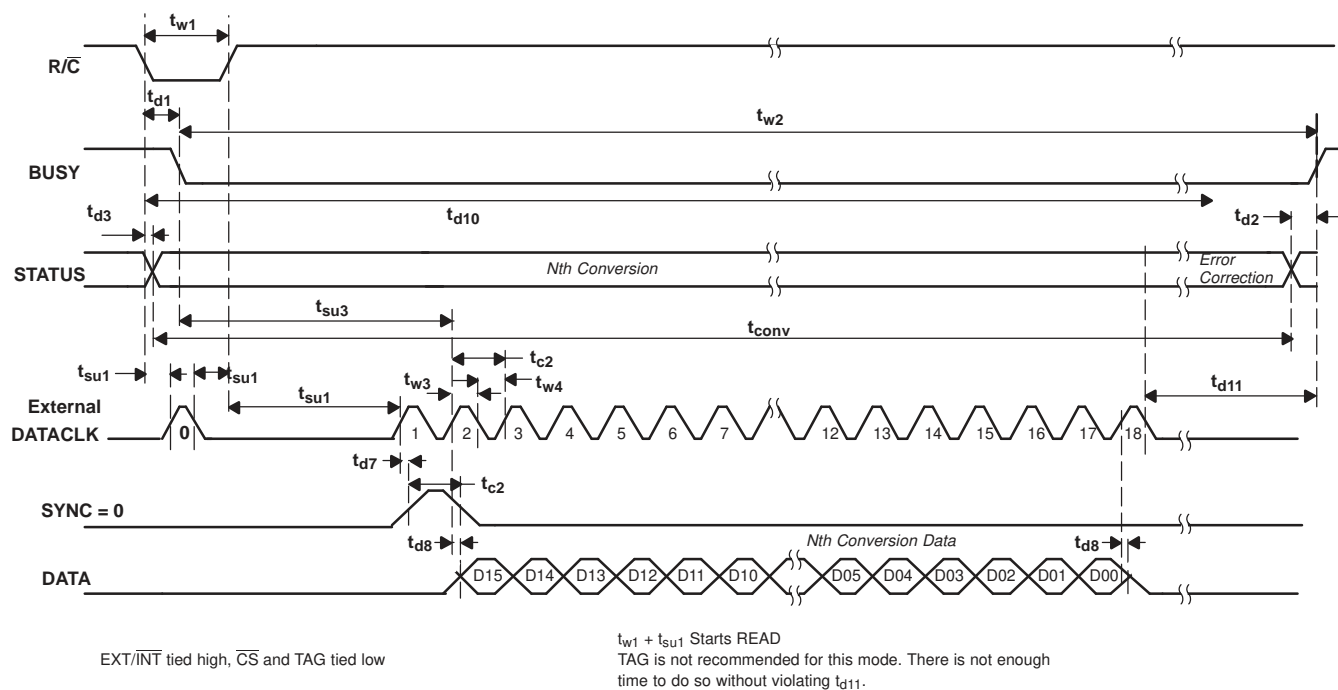 tw1
R/C̅
td1
tw2
BUSY
td3
td10
td2
STATUS
Nth Conversion
Error
Correction
tsu3
tconv
tc2
tsu1
tsu1
tw3
tw4
tsu1
td11
External
DATACLK
0 1 2 3 4 5 6 7 12 13 14 15 16 17 18
td7
tc2
SYNC = 0
td8
Nth Conversion Data
td8
DATA
D15 D14 D13 D12 D11 D10 D05 D04 D03 D02 D01 D00
EXT/I̅N̅T̅ tied high, C̅S̅ and TAG tied low
tw1 + tsu1 Starts READ
TAG is not recommended for this mode. There is not enough
time to do so without violating td11.